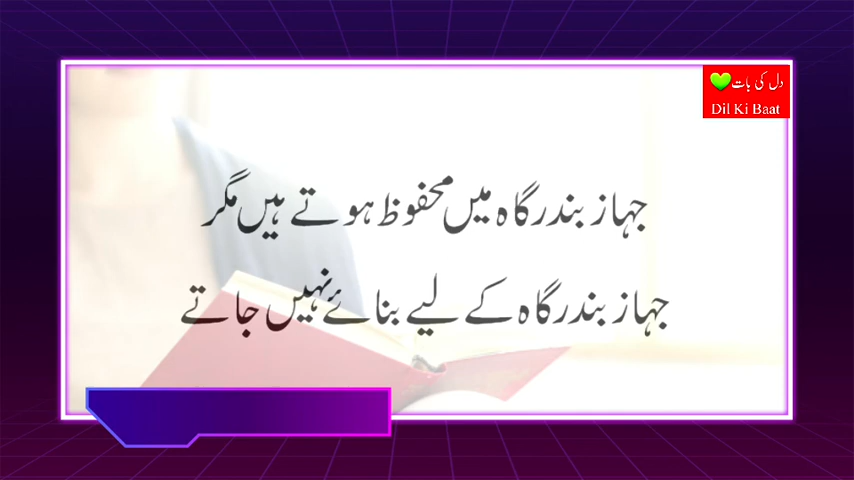 دل کی بات
Dil Ki Baat
جہاز بندرگاہ میں محفوظ ہوتے ہیں مگر
جہاز بندرگاہ کے لیے بنائے نہیں جاتے